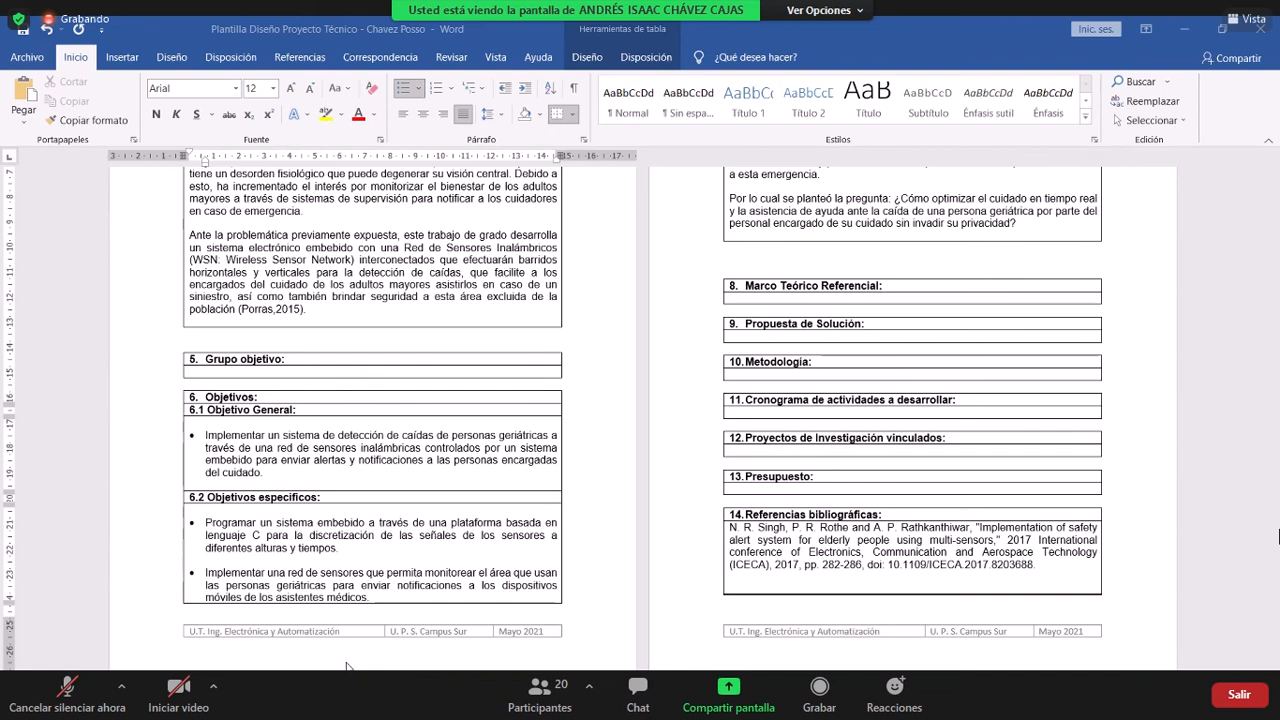 Grabando
Usted está viendo la pantalla de ANDRÉS ISAAC CHÁVEZ CAJAS
Ver Opciones
Vista
Plantilla Diseño Proyecto Técnico - Chavez Posso - Word
Herramientas de tabla
Inic. ses.
Archivo Inicio Insertar Diseño Disposición Referencias Correspondencia Revisar Vista Ayuda Diseño Disposición ¿Qué desea hacer? Compartir
Pegar
Cortar
Copiar
Copiar formato
Portapapeles
Arial 12
N K S abc x₂ x²
Fuente
Párrafo
AaBbCcDd AaBbCcDd AaBbCc AaBbCcD AaB AaBbCcD AaBbCcDd AaBbCcDd
¶ Normal ¶ Sin espa... Título 1 Título 2 Título Subtítulo Énfasis sutil Énfasis
Estilos
Buscar
Reemplazar
Seleccionar
Edición
tiene un desorden fisiológico que puede degenerar su visión central. Debido a
esto, ha incrementado el interés por monitorizar el bienestar de los adultos
mayores a través de sistemas de supervisión para notificar a los cuidadores
en caso de emergencia.
Ante la problemática previamente expuesta, este trabajo de grado desarrolla
un sistema electrónico embebido con una Red de Sensores Inalámbricos
(WSN: Wireless Sensor Network) interconectados que efectuarán barridos
horizontales y verticales para la detección de caídas, que facilite a los
encargados del cuidado de los adultos mayores asistirlos en caso de un
siniestro, así como también brindar seguridad a esta área excluida de la
población (Porras,2015).
5. Grupo objetivo:
6. Objetivos:
6.1 Objetivo General:
• Implementar un sistema de detección de caídas de personas geriátricas a
través de una red de sensores inalámbricas controlados por un sistema
embebido para enviar alertas y notificaciones a las personas encargadas
del cuidado.
6.2 Objetivos específicos:
• Programar un sistema embebido a través de una plataforma basada en
lenguaje C para la discretización de las señales de los sensores a
diferentes alturas y tiempos.
• Implementar una red de sensores que permita monitorear el área que usan
las personas geriátricas para enviar notificaciones a los dispositivos
móviles de los asistentes médicos.
U.T. Ing. Electrónica y Automatización U. P. S. Campus Sur Mayo 2021
a esta emergencia.
Por lo cual se planteó la pregunta: ¿Cómo optimizar el cuidado en tiempo real
y la asistencia de ayuda ante la caída de una persona geriátrica por parte del
personal encargado de su cuidado sin invadir su privacidad?
8. Marco Teórico Referencial:
9. Propuesta de Solución:
10. Metodología:
11. Cronograma de actividades a desarrollar:
12. Proyectos de Investigación vinculados:
13. Presupuesto:
14. Referencias bibliográficas:
N. R. Singh, P. R. Rothe and A. P. Rathkanthiwar, "Implementation of safety
alert system for elderly people using multi-sensors," 2017 International
conference of Electronics, Communication and Aerospace Technology
(ICECA), 2017, pp. 282-286, doi: 10.1109/ICECA.2017.8203688.
U.T. Ing. Electrónica y Automatización U. P. S. Campus Sur Mayo 2021
Cancelar silenciar ahora
Iniciar video
20
Participantes
Chat
Compartir pantalla
Grabar
Reacciones
Salir